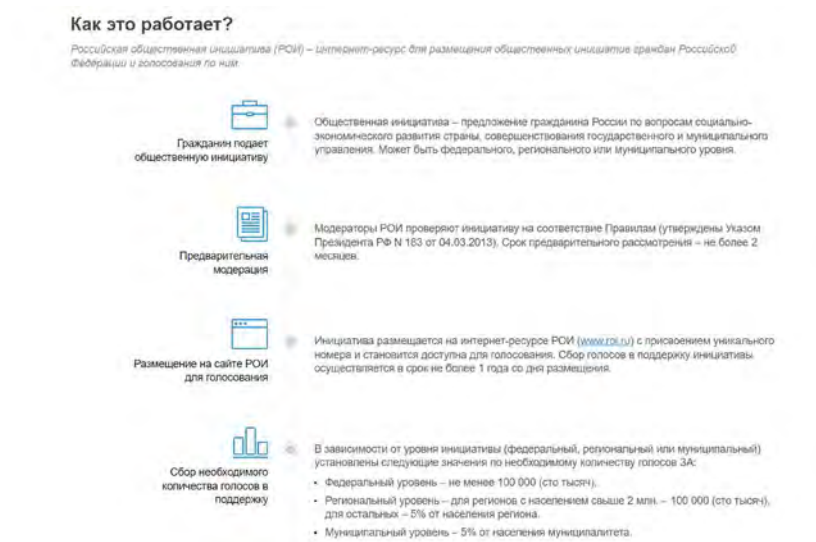 Как это работает?
Российская общественная инициатива (РОИ) – интернет-ресурс для размещения общественных инициатив граждан Российской
Федерации и голосования по ним.
Гражданин подает
общественную инициативу
Общественная инициатива – предложение гражданина России по вопросам социально-
экономического развития страны, совершенствования государственного и муниципального
управления. Может быть федерального, регионального или муниципального уровня.
Предварительная
модерация
Модераторы РОИ проверяют инициативу на соответствие Правилам (утверждены Указом
Президента РФ N 183 от 04.03.2013). Срок предварительного рассмотрения – не более 2
месяцев.
Размещение на сайте РОИ
для голосования
Инициатива размещается на интернет-ресурсе РОИ (www.roi.ru) с присвоением уникального
номера и становится доступна для голосования. Сбор голосов в поддержку инициативы
осуществляется в срок не более 1 года со дня размещения.
Сбор необходимого
количества голосов в
поддержку
В зависимости от уровня инициативы (федеральный, региональный или муниципальный)
установлены следующие значения по необходимому количеству голосов ЗА:
• Федеральный уровень – не менее 100 000 (сто тысяч).
• Региональный уровень – для регионов с населением свыше 2 млн. – 100 000 (сто тысяч),
для остальных – 5% от населения региона.
• Муниципальный уровень – 5% от населения муниципалитета.